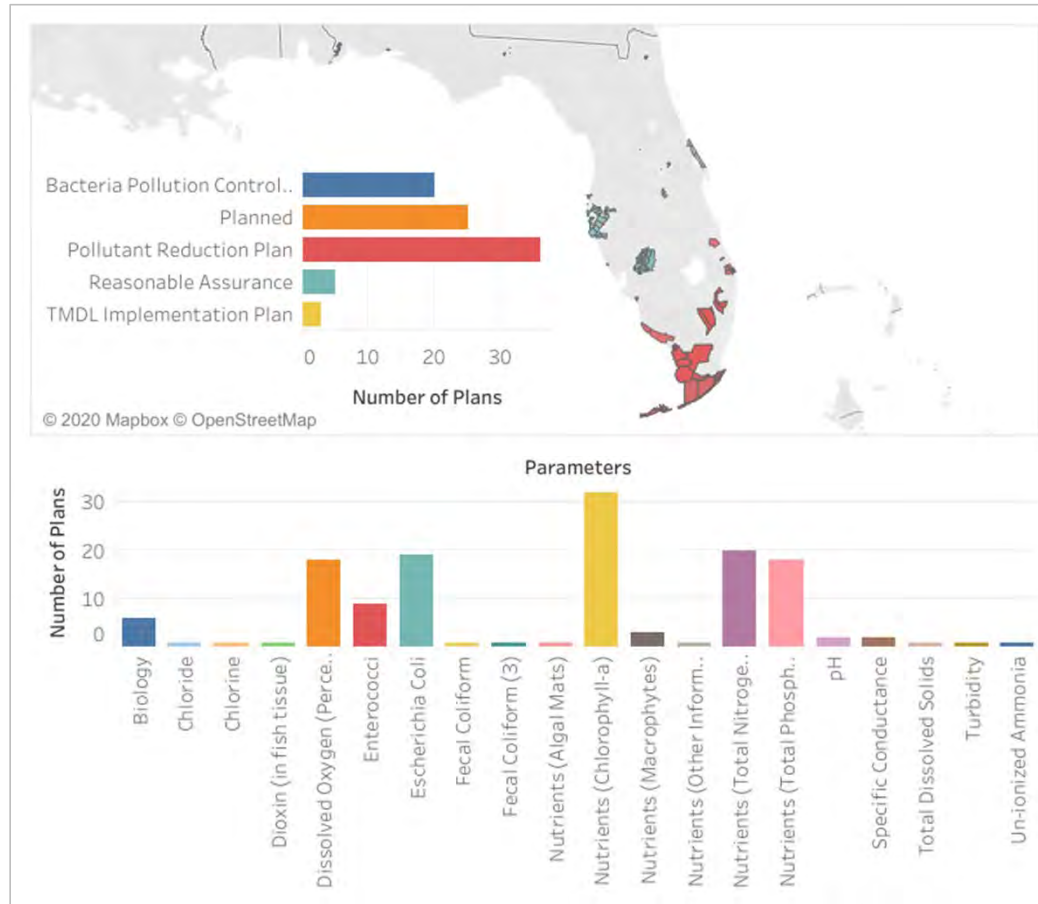 Bacteria Pollution Control..
Planned
Pollutant Reduction Plan
Reasonable Assurance
TMDL Implementation Plan
0 10 20 30
Number of Plans
© 2020 Mapbox © OpenStreetMap
Parameters
Number of Plans
30
20
10
0
Biology
Chloride
Chlorine
Dioxin (in fish tissue)
Dissolved Oxygen (Perce..
Enterococci
Escherichia Coli
Fecal Coliform
Fecal Coliform (3)
Nutrients (Algal Mats)
Nutrients (Chlorophyll-a)
Nutrients (Macrophytes)
Nutrients (Other Inform..
Nutrients (Total Nitroge..
Nutrients (Total Phosph..
pH
Specific Conductance
Total Dissolved Solids
Turbidity
Un-ionized Ammonia